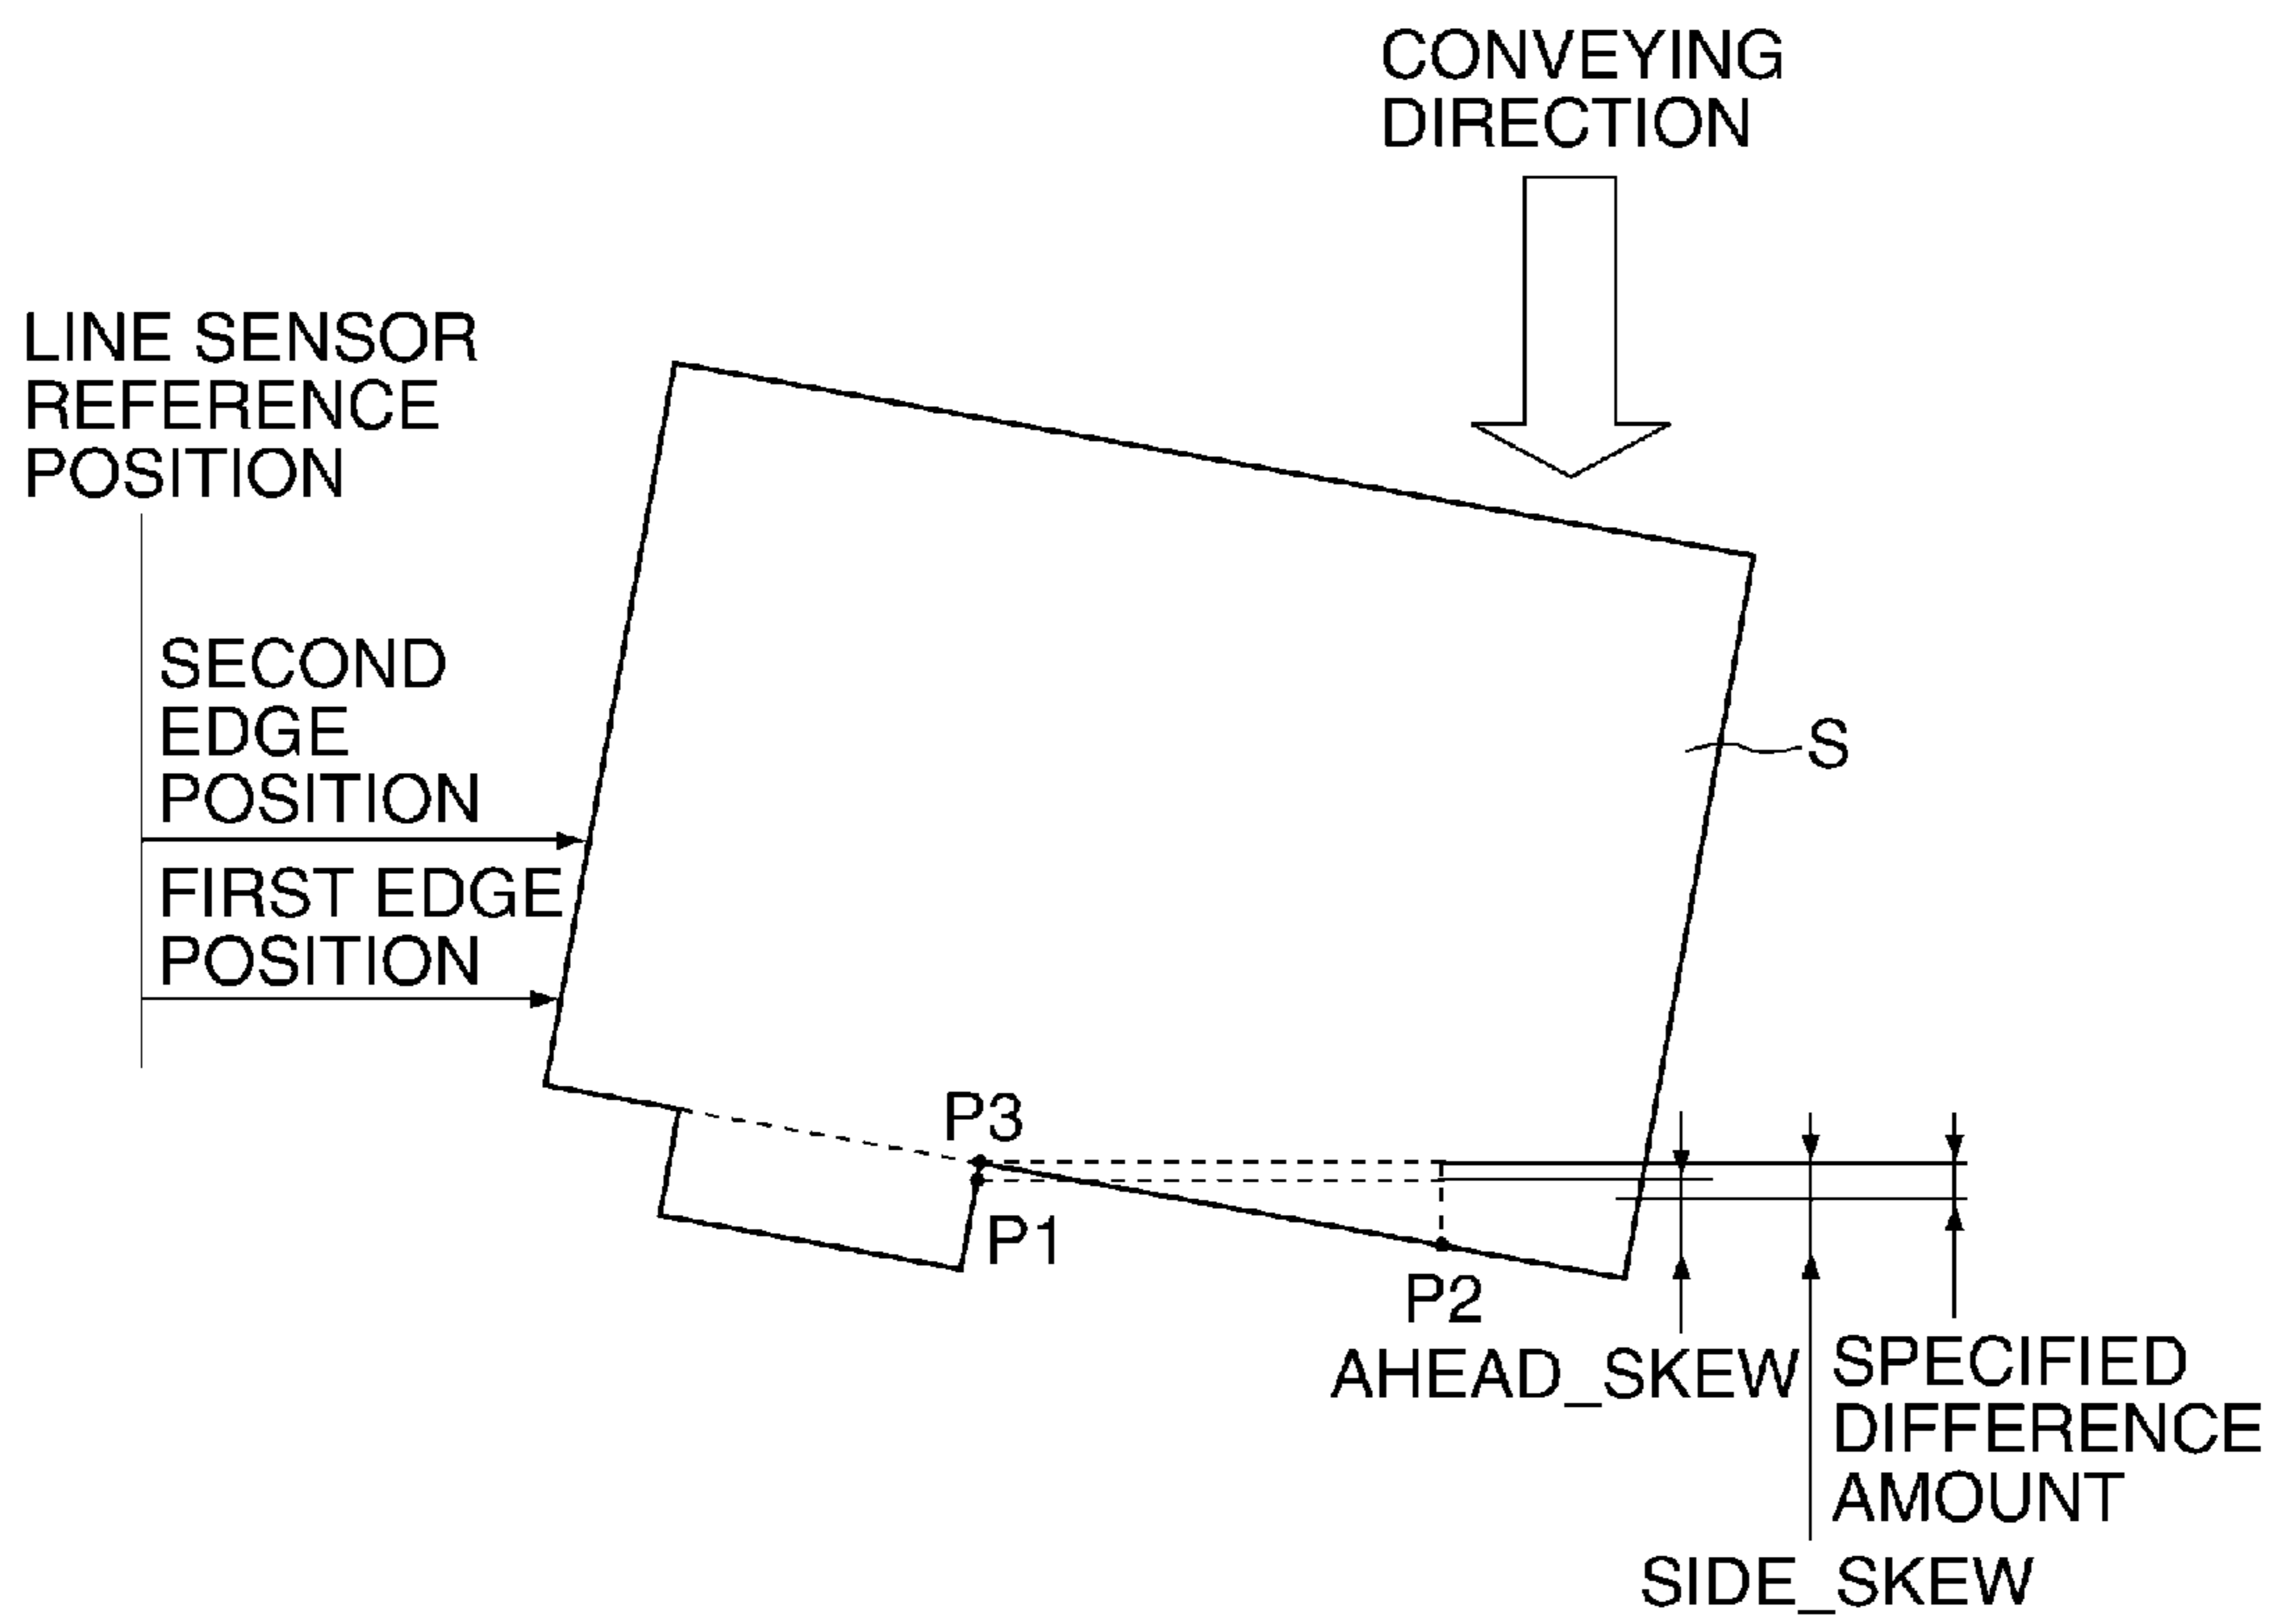 CONVEYING
DIRECTION
LINE SENSOR
REFERENCE
POSITION
SECOND
EDGE
POSITION
S
FIRST EDGE
POSITION
P3
P1
P2
AHEAD_SKEW
SPECIFIED
DIFFERENCE
AMOUNT
SIDE_SKEW